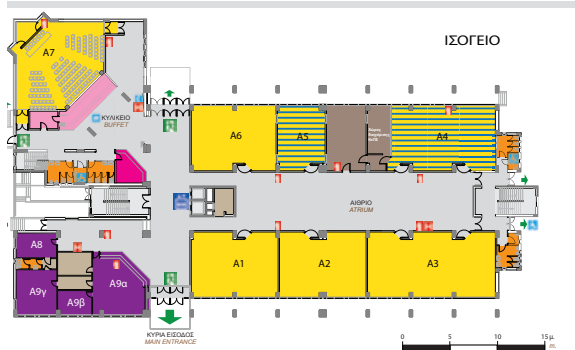 ΙΣΟΓΕΙΟ
A7
ΚΥΛΙΚΕΙΟ
BUFFET
A6
A5
A4
ΑΙΘΡΙΟ
ATRIUM
A8
A9γ
A9β
A9α
A1
A2
A3
ΚΥΡΙΑ ΕΙΣΟΔΟΣ
MAIN ENTRANCE
0 5 10 15 μ.
m.